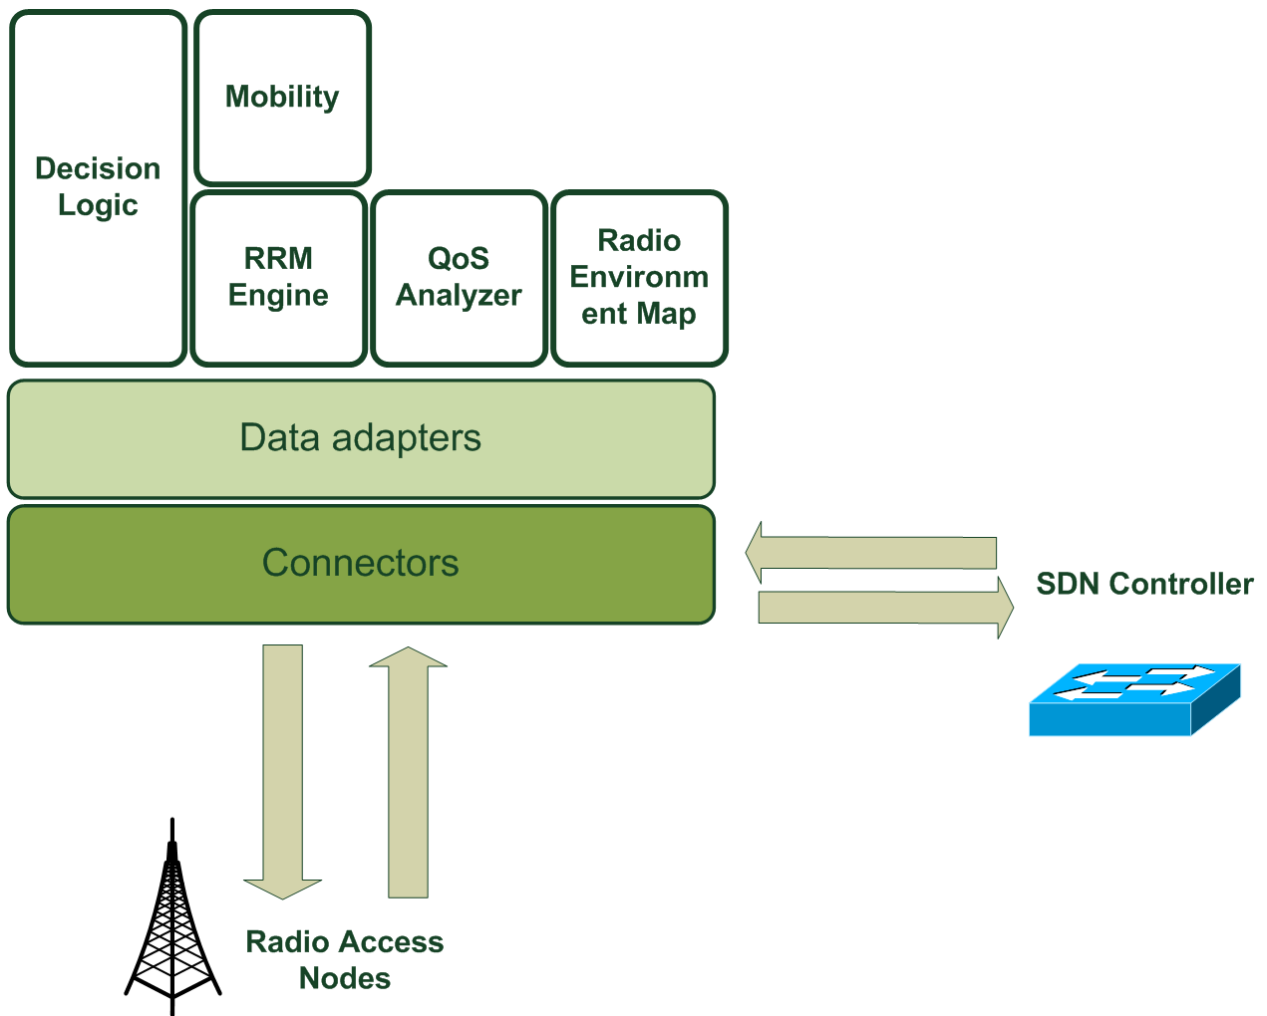 Mobility
Decision
Logic
RRM
Engine
QoS
Analyzer
Radio
Environm
ent Map
Data adapters
Connectors
SDN Controller
Radio Access
Nodes